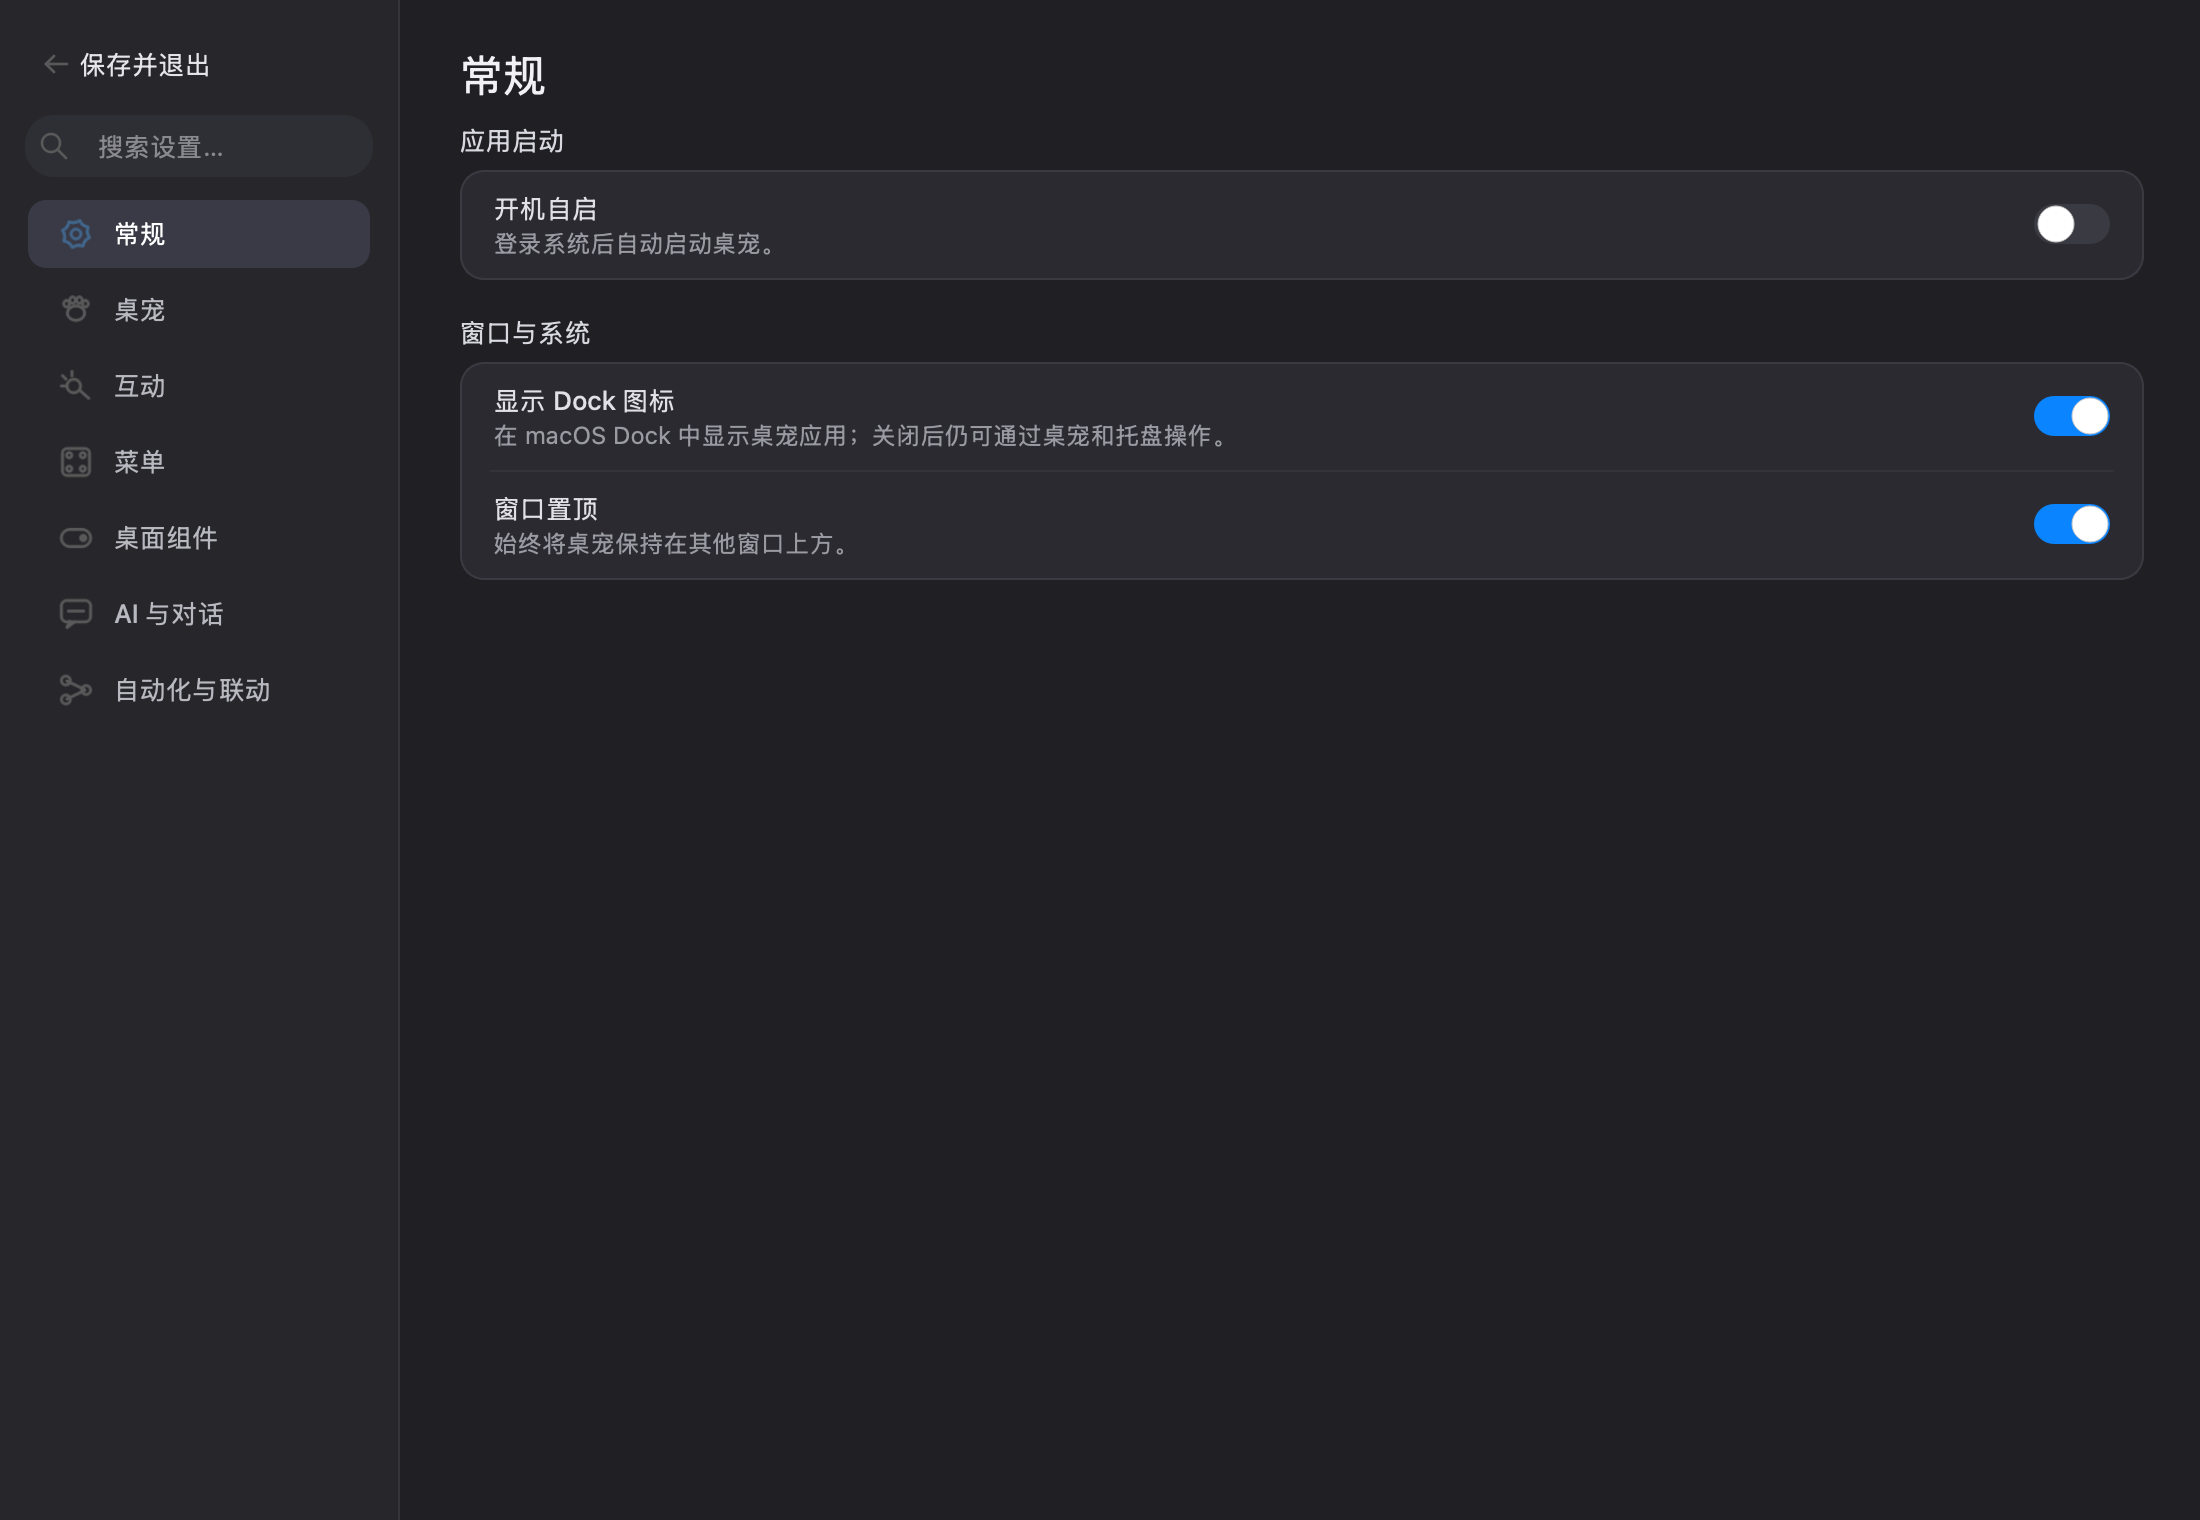 保存并退出
搜索设置...
常规
桌宠
互动
菜单
桌面组件
AI 与对话
自动化与联动
常规
应用启动
开机自启
登录系统后自动启动桌宠。
窗口与系统
显示 Dock 图标
在 macOS Dock 中显示桌宠应用；关闭后仍可通过桌宠和托盘操作。
窗口置顶
始终将桌宠保持在其他窗口上方。